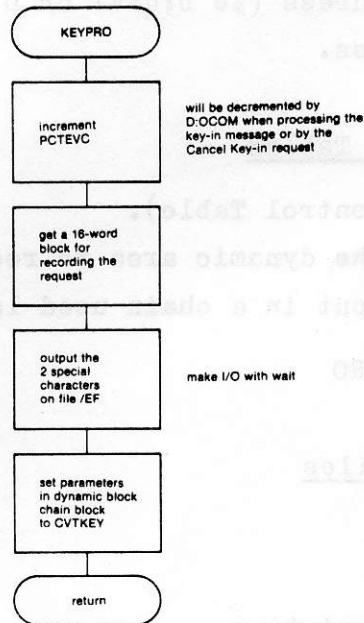 KEYPRO
increment
PCTEVC
will be decremented by
D:OCOM when processing the
key-in message or by the
Cancel Key-in request
get a 16-word
block for
recording the
request
output the
2 special
characters
on file /EF
make I/O with wait
set parameters
in dynamic block
chain block
to CVTKEY
return